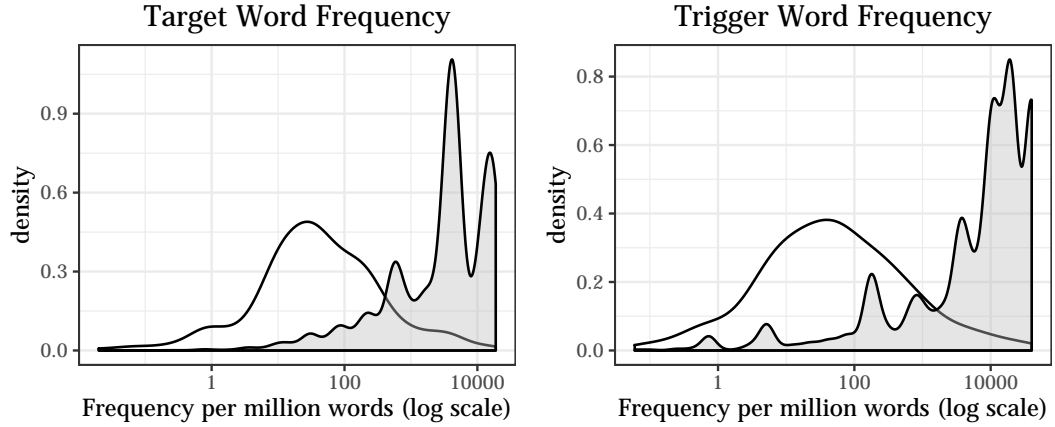 Target Word Frequency
0.9
0.6
0.3
0.0
density
1 100 10000
Frequency per million words (log scale)
Trigger Word Frequency
0.8
0.6
0.4
0.2
0.0
density
1 100 10000
Frequency per million words (log scale)